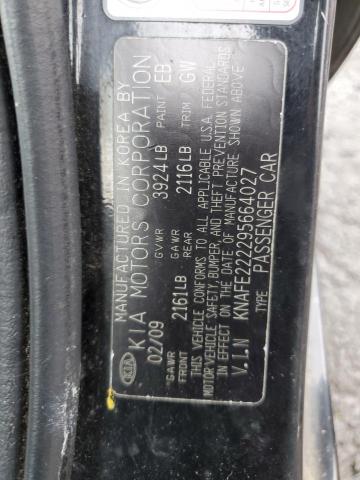 MANUFACTURED IN KOREA BY
KIA KIA MOTORS CORPORATION
02/09 GVWR 3924LB PAINT EB
GAWR FRONT 2161LB GAWR REAR 2116LB TRIM GW
THIS VEHICLE CONFORMS TO ALL APPLICABLE U.S.A. FEDERAL
MOTOR VEHICLE SAFETY, BUMPER, AND THEFT PREVENTION STANDARDS
IN EFFECT ON THE DATE OF MANUFACTURE SHOWN ABOVE
V.I.N KNAFE222295664027
TYPE PASSENGER CAR